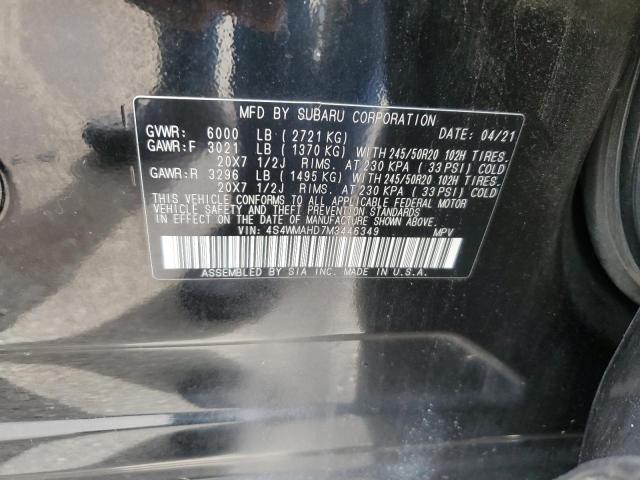 MFD BY SUBARU CORPORATION
GVWR: 6000 LB (2721 KG) DATE: 04/21
GAWR:F 3021 LB (1370 KG) WITH 245/50R20 102H TIRES.
20X7 1/2J RIMS. AT 230 KPA (33 PSI) COLD
GAWR:R 3296 LB (1495 KG) WITH 245/50R20 102H TIRES.
20X7 1/2J RIMS. AT 230 KPA (33 PSI) COLD
THIS VEHICLE CONFORMS TO ALL APPLICABLE FEDERAL MOTOR
VEHICLE SAFETY, BUMPER, AND THEFT PREVENTION STANDARDS
IN EFFECT ON THE DATE OF MANUFACTURE SHOWN ABOVE.
VIN: 4S4WMAHD7M3446349 MPV
ASSEMBLED BY SIA INC. MADE IN U.S.A.